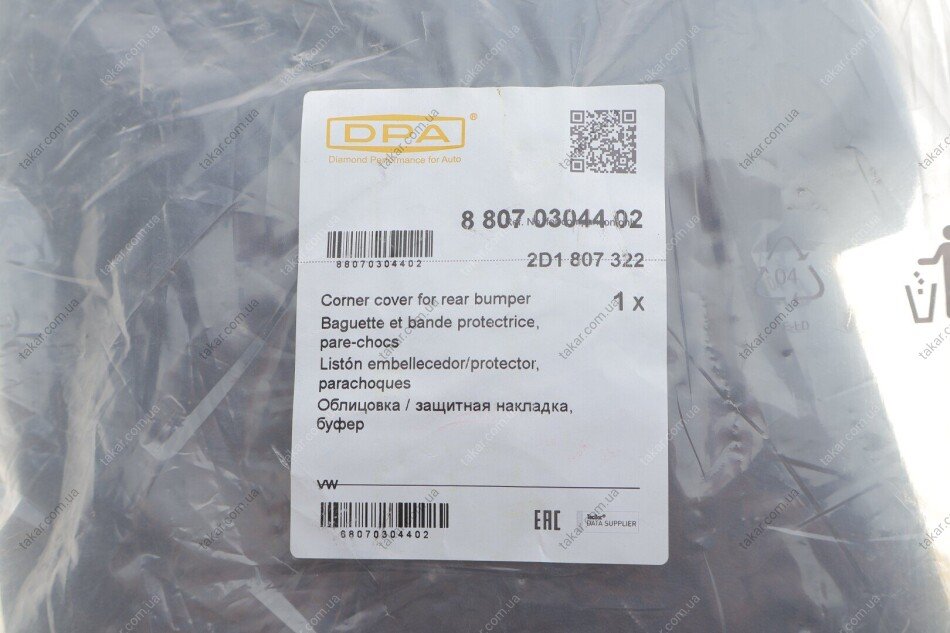 DPA®
Diamond Performance for Auto
8 807 03044 02
88070304402
2D1 807 322
Corner cover for rear bumper
1 x
Baguette et bande protectrice,
pare-chocs
Listón embellecedor/protector,
parachoques
Облицовка / защитная накладка,
буфер
VW
88070304402
EAC
TecDoc®
DATA SUPPLIER
04
takar.com.ua